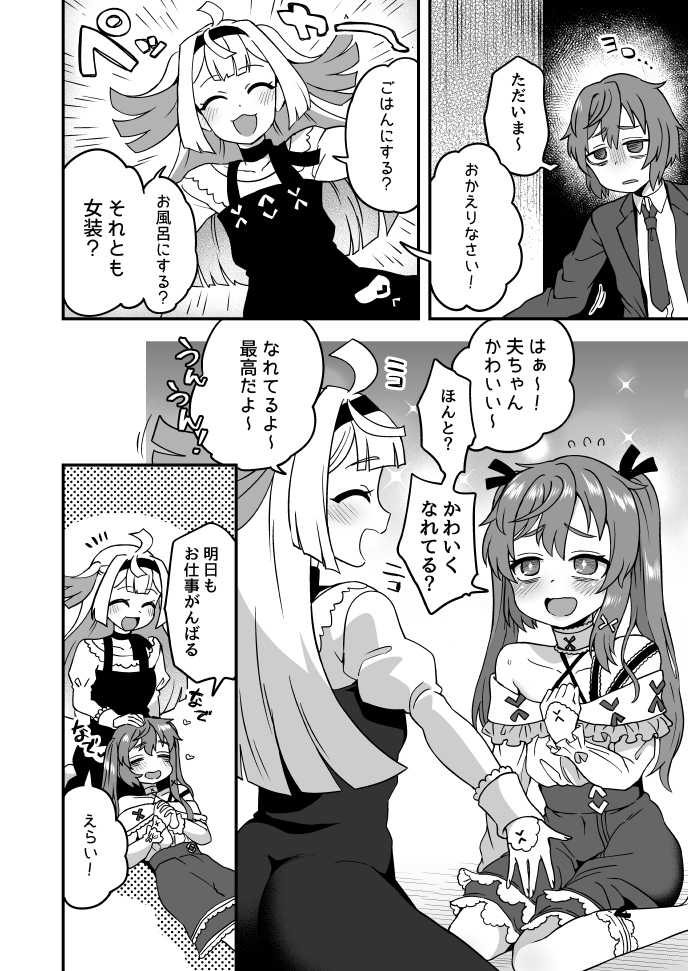 ヨロ…
ただいま〜
おかえりなさい！
ごはんにする？
ペッカー
お風呂にする？
それとも
女装？
はぁ〜！
夫ちゃん
かわいい〜
ほんと？
かわいく
なれてる？
ニコ
なれてるよ〜
最高だよ〜
うんうん！
明日も
お仕事がんばる
なで
なで
えらい！